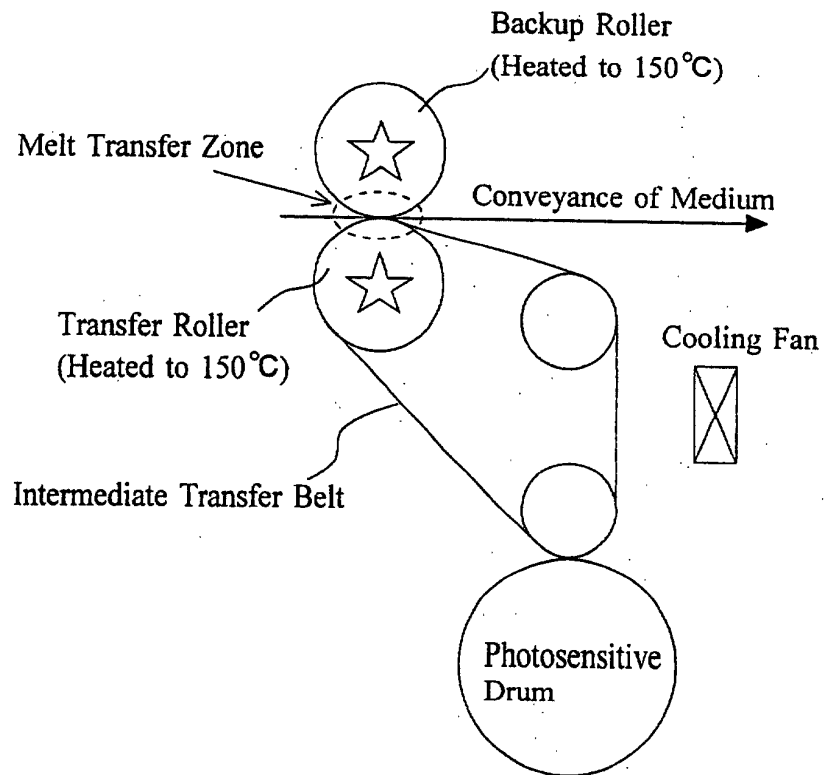 Backup Roller
(Heated to 150°C)
Melt Transfer Zone
Conveyance of Medium
Transfer Roller
(Heated to 150°C)
Cooling Fan
Intermediate Transfer Belt
Photosensitive
Drum